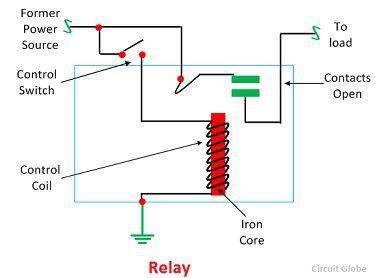 Former
Power
Source
To
load
Control
Switch
Contacts
Open
Control
Coil
Iron
Core
Relay
Circuit Globe